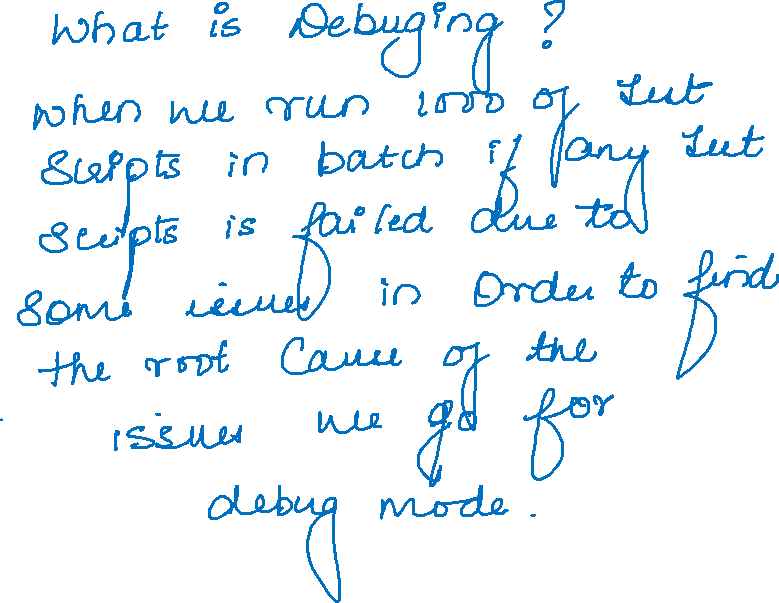 What is Debuging ?
When we run 1000 of Test
Scripts in batch if any Test
Scripts is failed due to
Some issues in Order to find
the root Cause of the
issues we go for
debug mode.